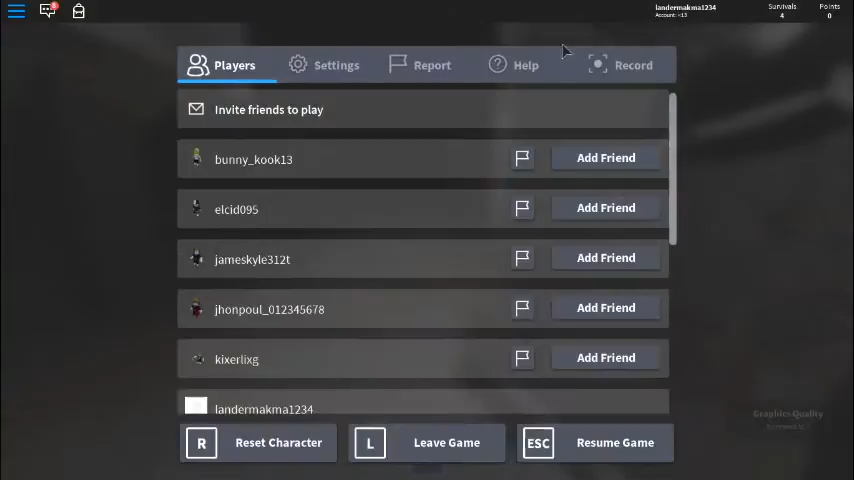 landermakma1234
Account: <13
Survivals
4
Points
0
Players
Settings
Report
Help
Record
Invite friends to play
bunny_kook13
Add Friend
elcid095
Add Friend
jameskyle312t
Add Friend
jhonpoul_012345678
Add Friend
kixerlixg
Add Friend
landermakma1234
R Reset Character
L Leave Game
ESC Resume Game
Graphics Quality